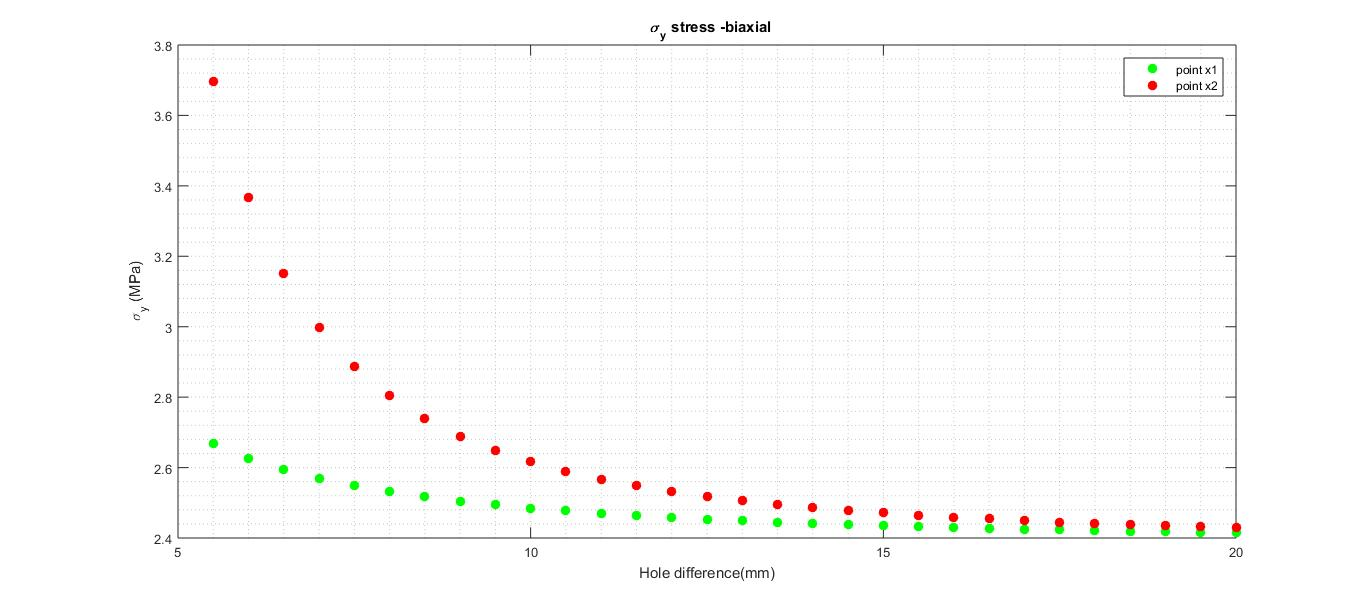 σy stress -biaxial
3.8
3.6
3.4
3.2
3
2.8
2.6
2.4
σy (MPa)
point x1
point x2
5
10
15
20
Hole difference(mm)